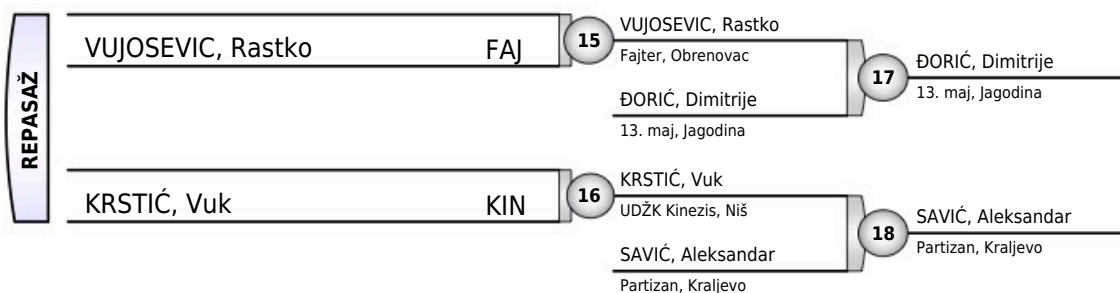 REPASAŽ
VUJOSEVIC, Rastko FAJ
15
VUJOSEVIC, Rastko
Fajter, Obrenovac
ĐORIĆ, Dimitrije
13. maj, Jagodina
17
ĐORIĆ, Dimitrije
13. maj, Jagodina
KRSTIĆ, Vuk KIN
16
KRSTIĆ, Vuk
UDŽK Kinezis, Niš
SAVIĆ, Aleksandar
Partizan, Kraljevo
18
SAVIĆ, Aleksandar
Partizan, Kraljevo